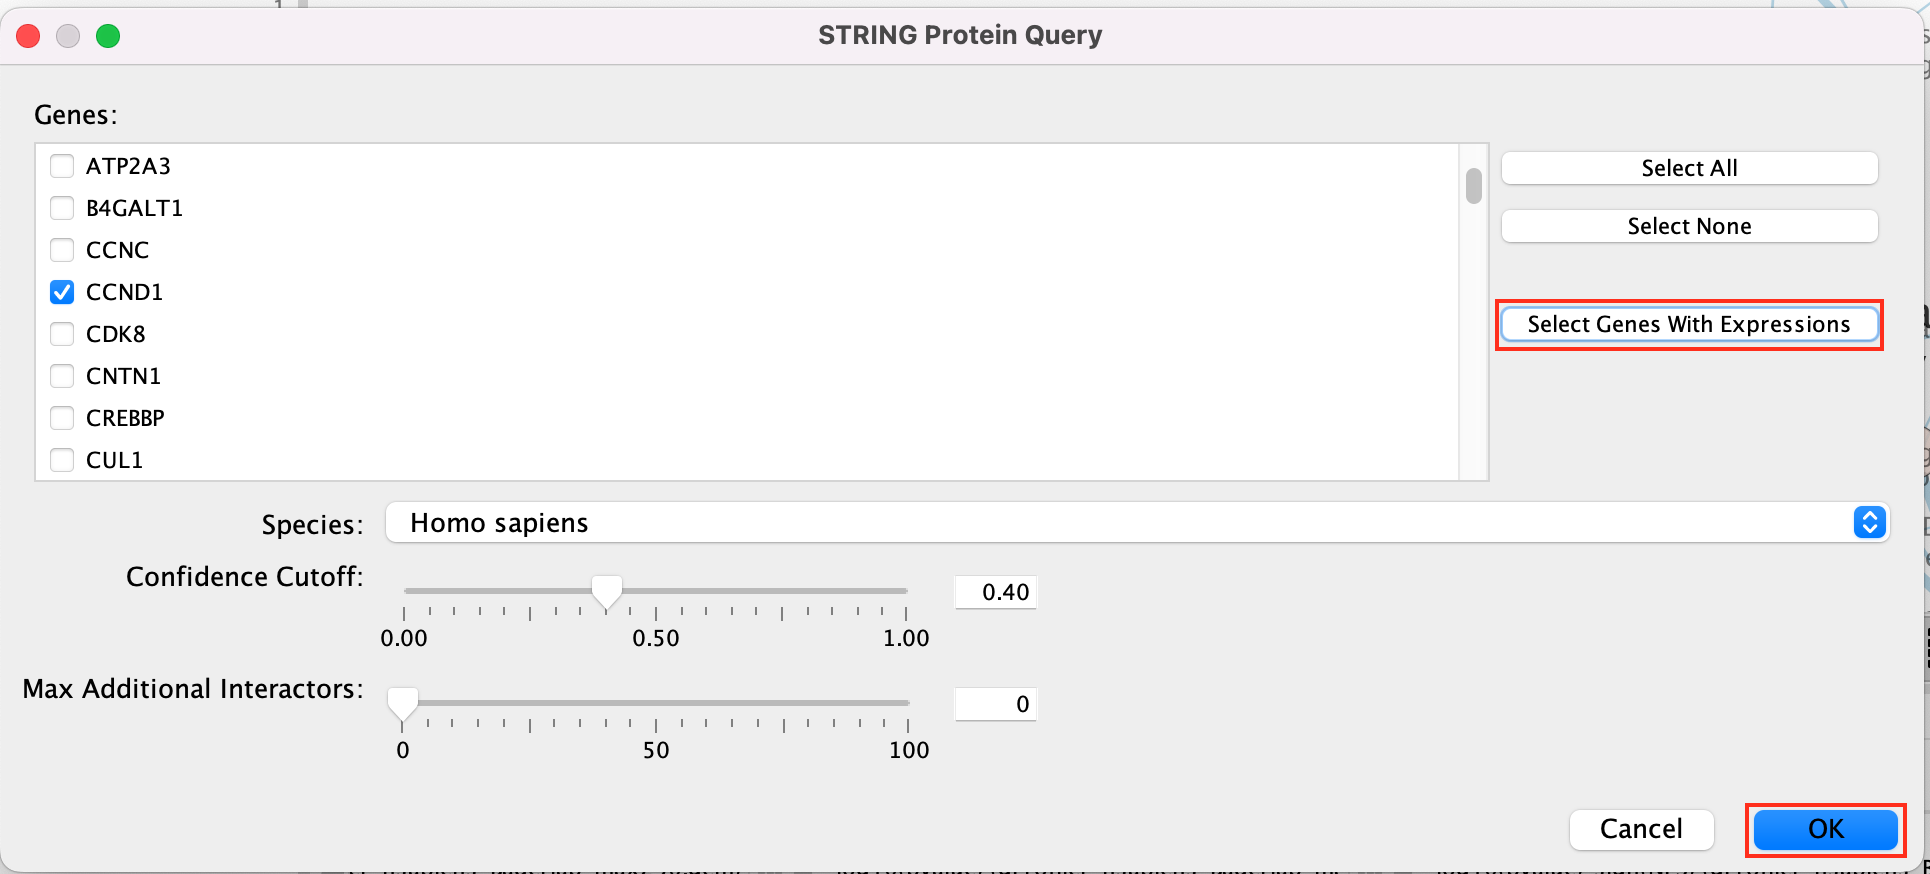 STRING Protein Query
Genes:
ATP2A3
B4GALT1
CCNC
CCND1
CDK8
CNTN1
CREBBP
CUL1
Select All
Select None
Select Genes With Expressions
Species:
Homo sapiens
Confidence Cutoff:
0.40
0.00 0.50 1.00
Max Additional Interactors:
0
0 50 100
Cancel
OK